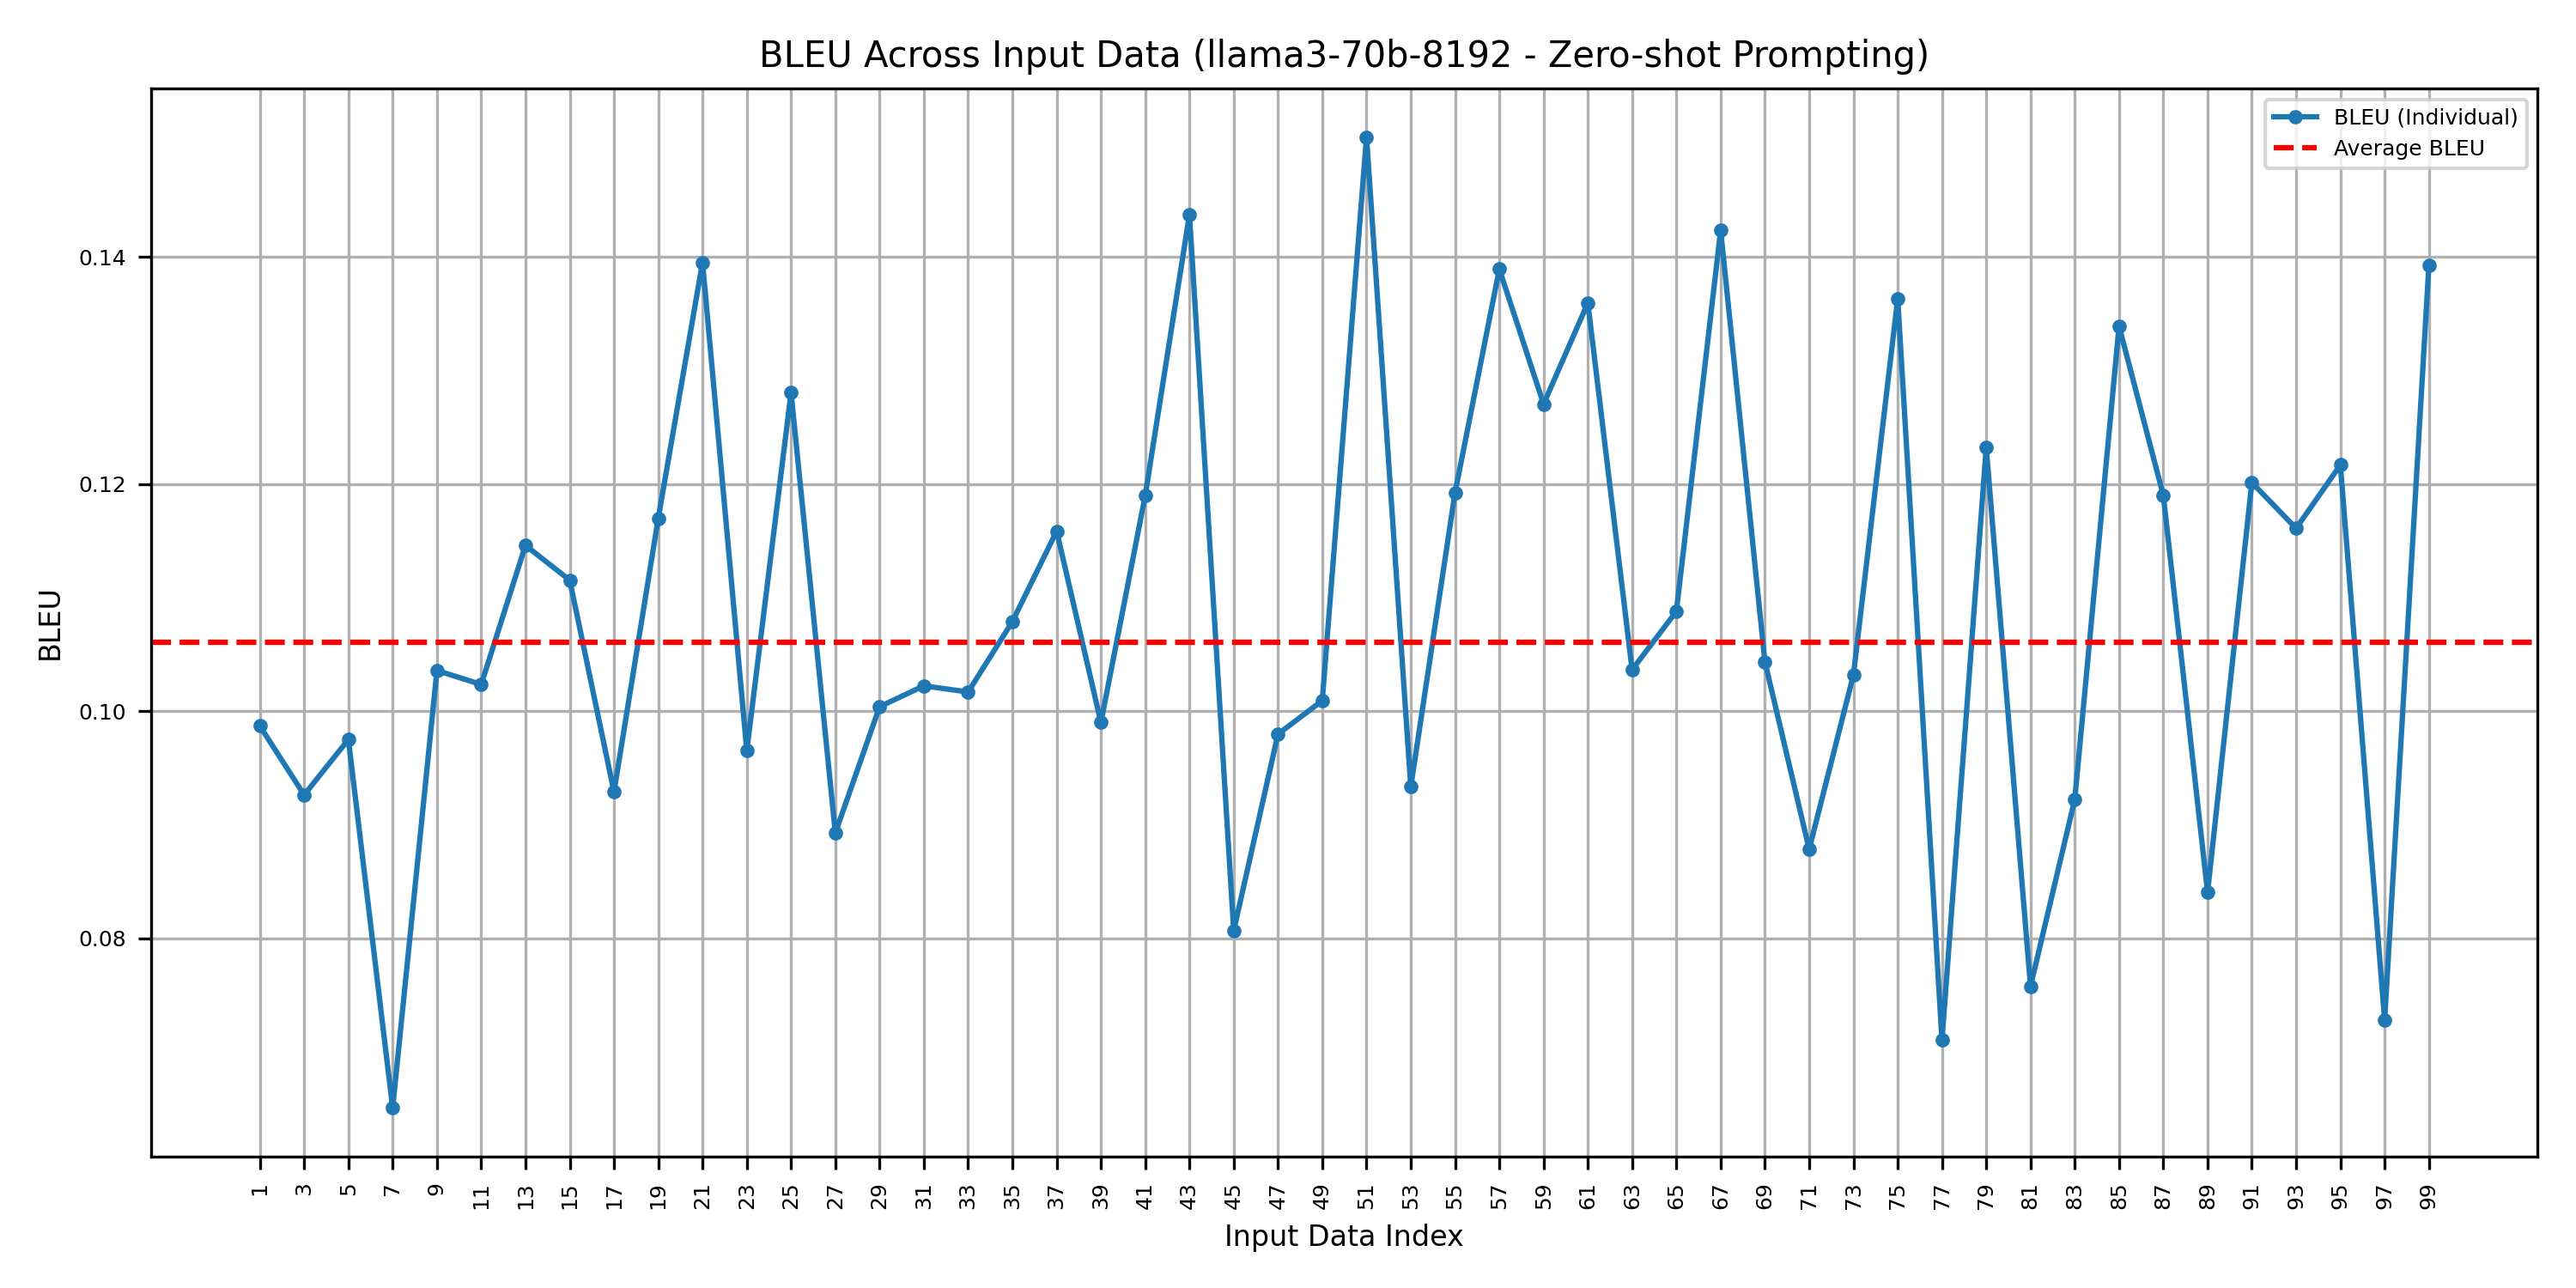 BLEU Across Input Data (llama3-70b-8192 - Zero-shot Prompting)
BLEU (Individual)
Average BLEU
0.14
0.12
0.10
0.08
BLEU
1 3 5 7 9 11 13 15 17 19 21 23 25 27 29 31 33 35 37 39 41 43 45 47 49 51 53 55 57 59 61 63 65 67 69 71 73 75 77 79 81 83 85 87 89 91 93 95 97 99
Input Data Index